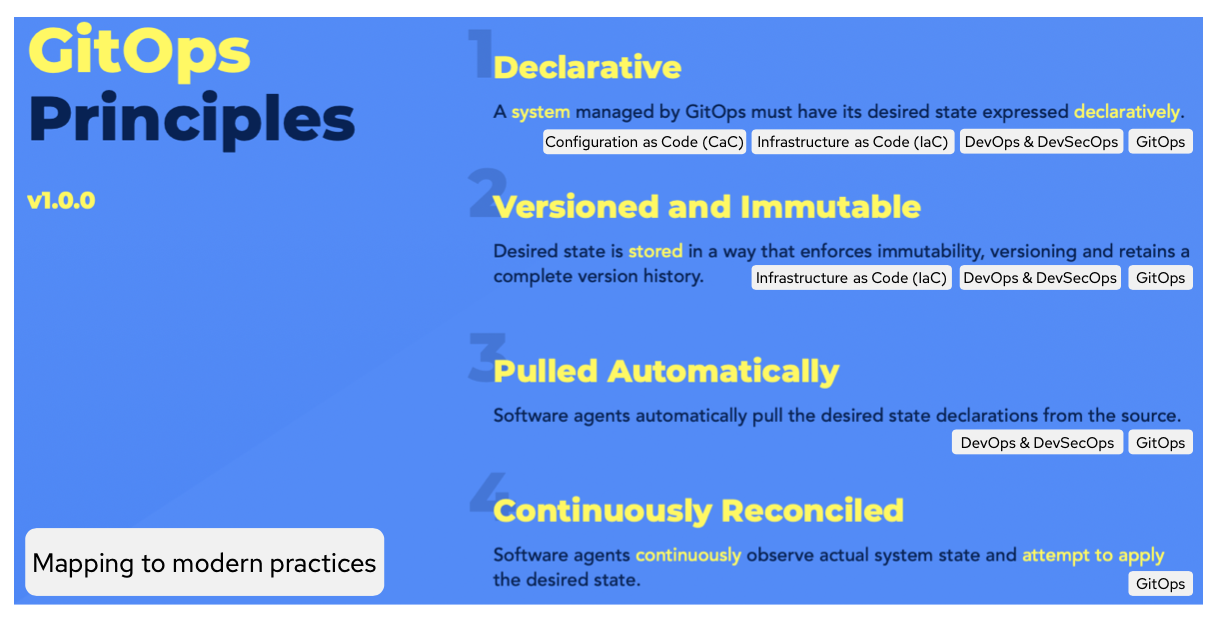 GitOps
Principles
v1.0.0
Mapping to modern practices
1
Declarative
A system managed by GitOps must have its desired state expressed declaratively.
Configuration as Code (CaC) Infrastructure as Code (IaC) DevOps & DevSecOps GitOps
2
Versioned and Immutable
Desired state is stored in a way that enforces immutability, versioning and retains a
complete version history. Infrastructure as Code (IaC) DevOps & DevSecOps GitOps
3
Pulled Automatically
Software agents automatically pull the desired state declarations from the source.
DevOps & DevSecOps GitOps
4
Continuously Reconciled
Software agents continuously observe actual system state and attempt to apply
the desired state. GitOps